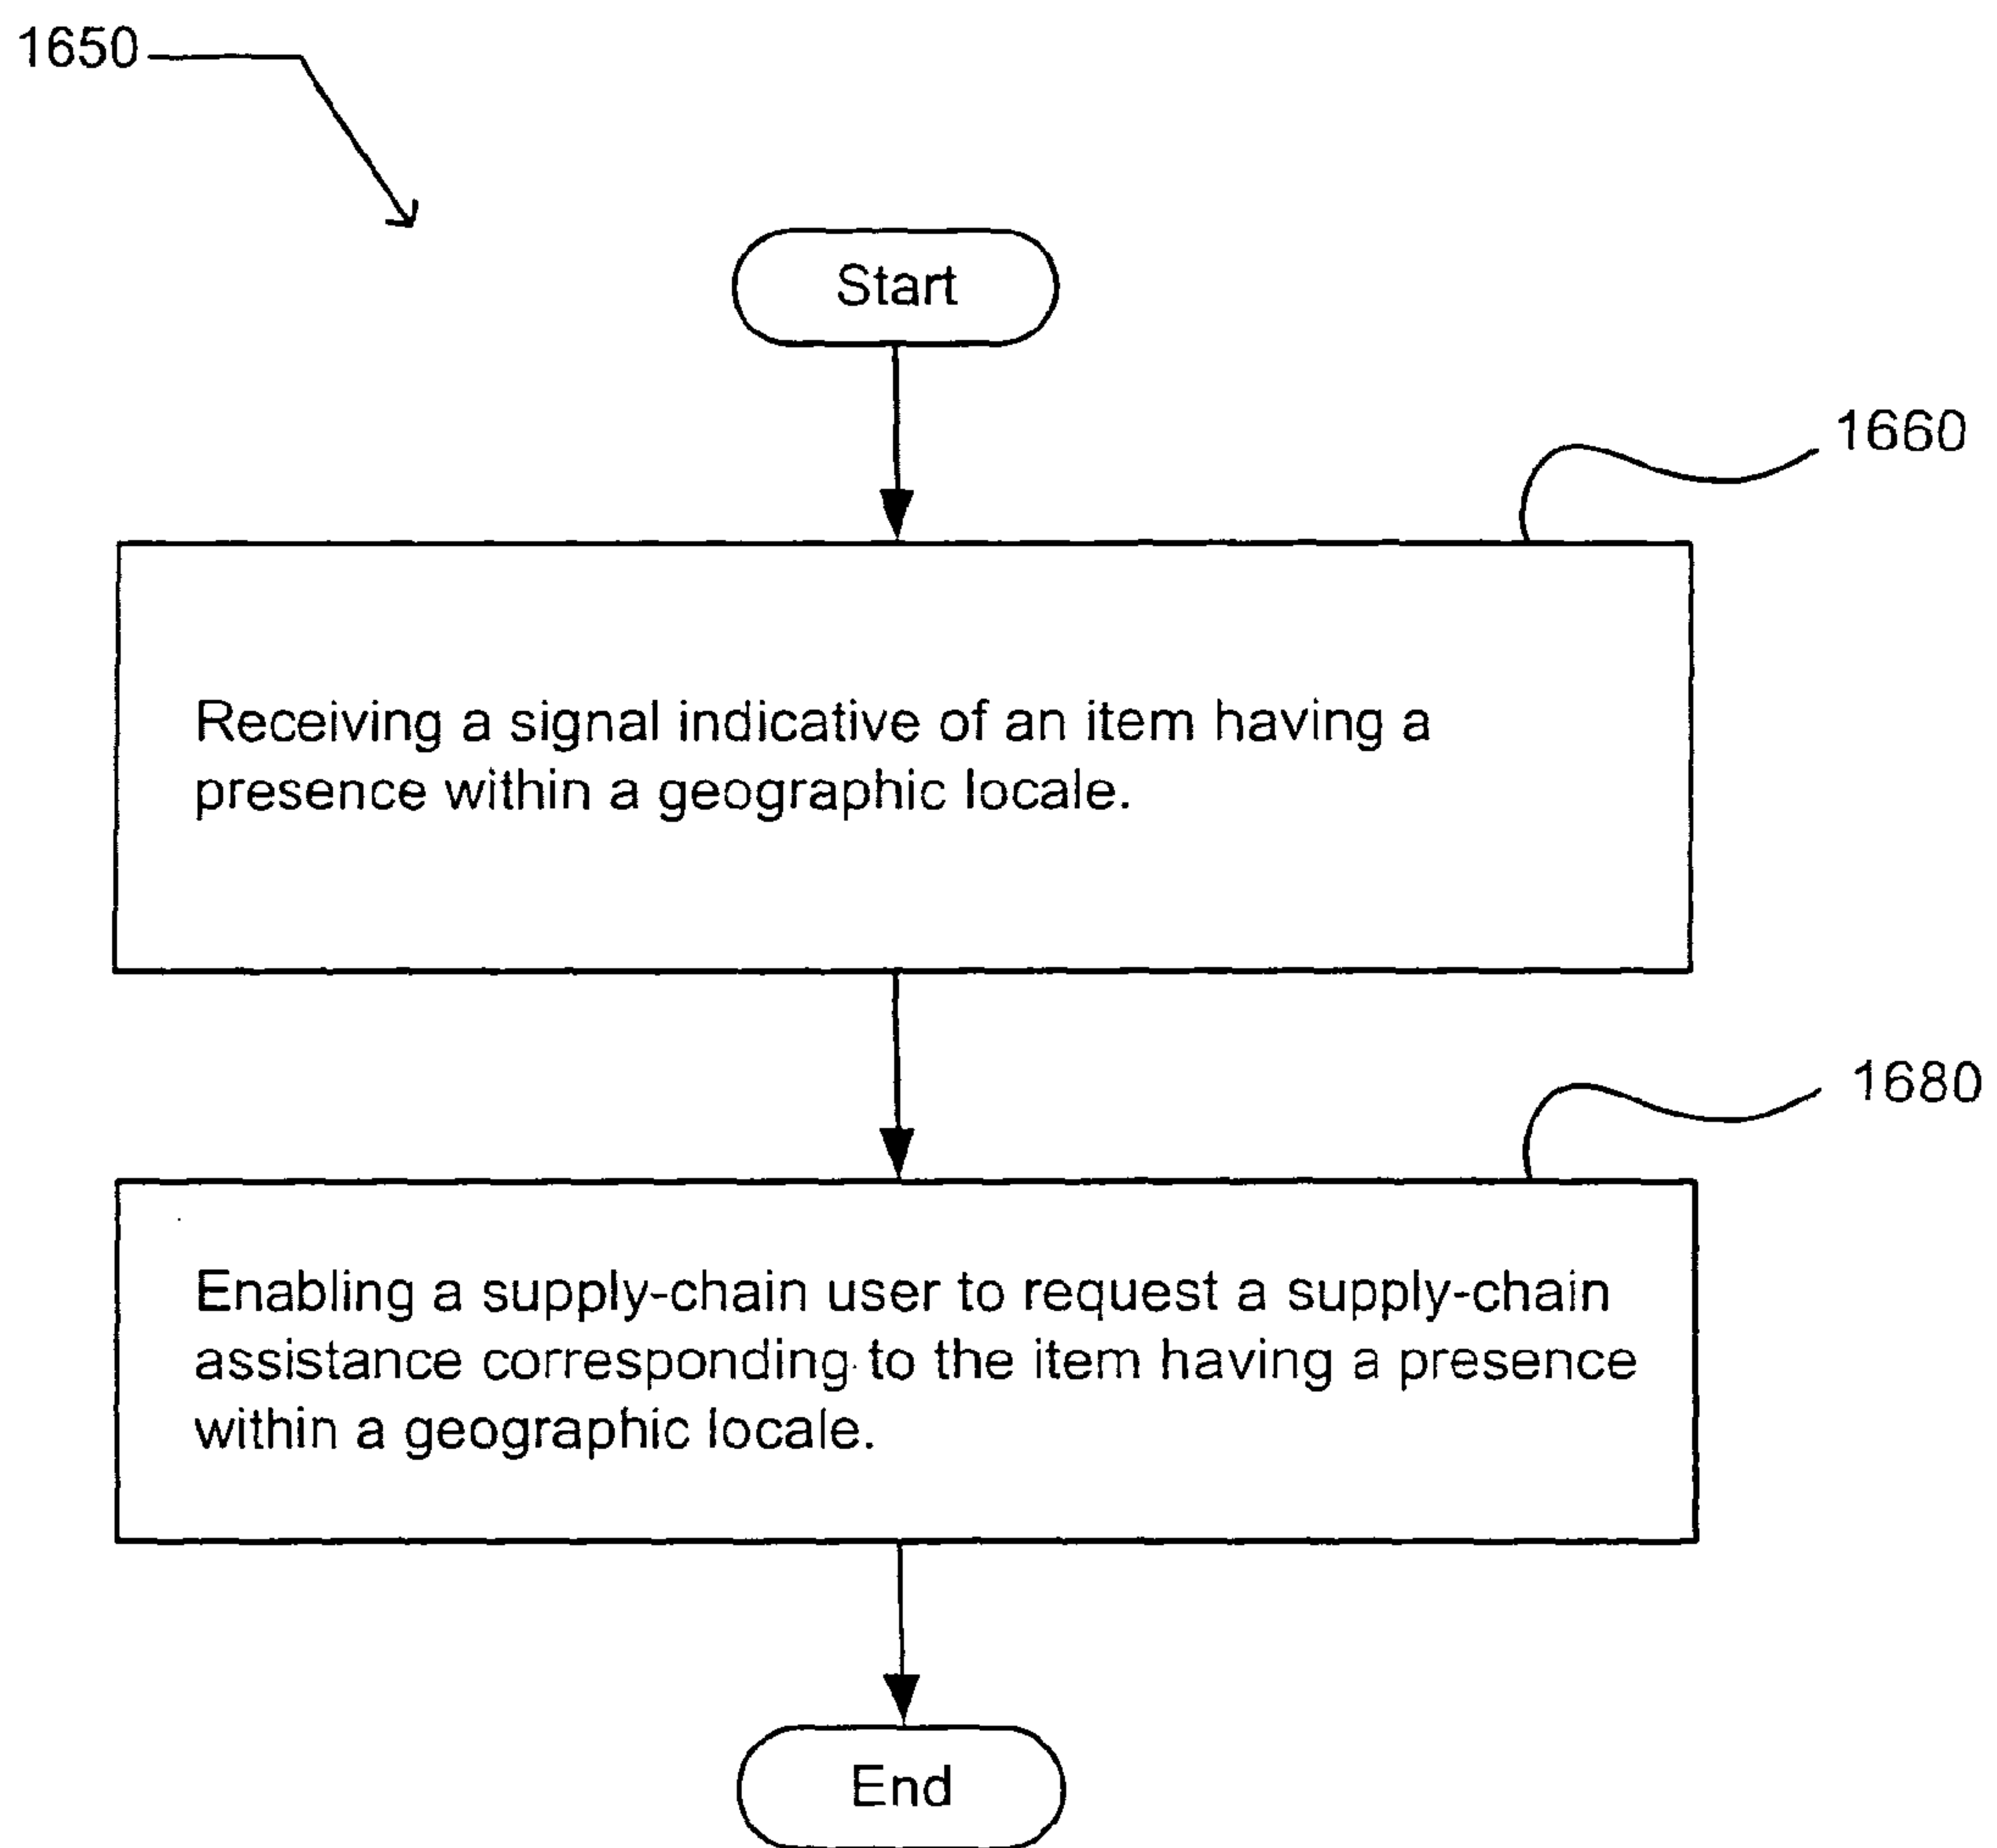 1650
Start
1660
Receiving a signal indicative of an item having a
presence within a geographic locale.
1680
Enabling a supply-chain user to request a supply-chain
assistance corresponding to the item having a presence
within a geographic locale.
End